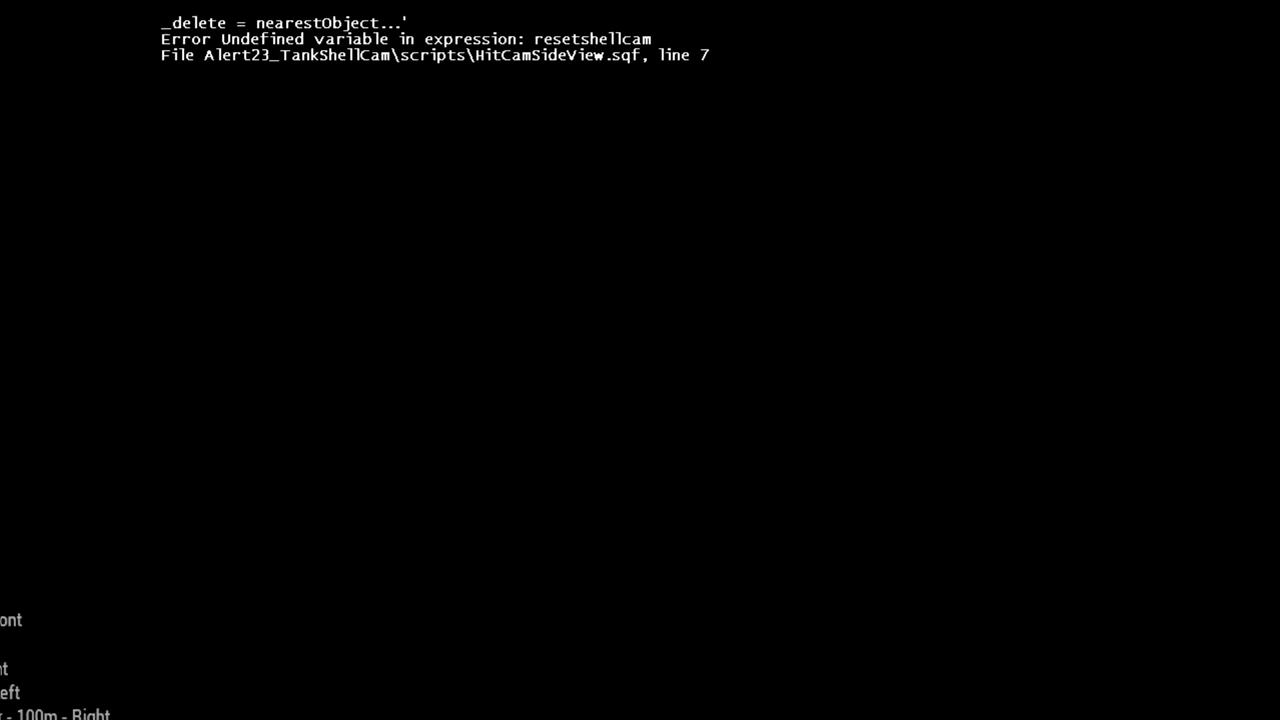 _delete = nearestObject...'
Error Undefined variable in expression: resetshellcam
File Alert23_TankShellCam\scripts\HitCamSideView.sqf, line 7
ont
nt
eft
- 100m - Right